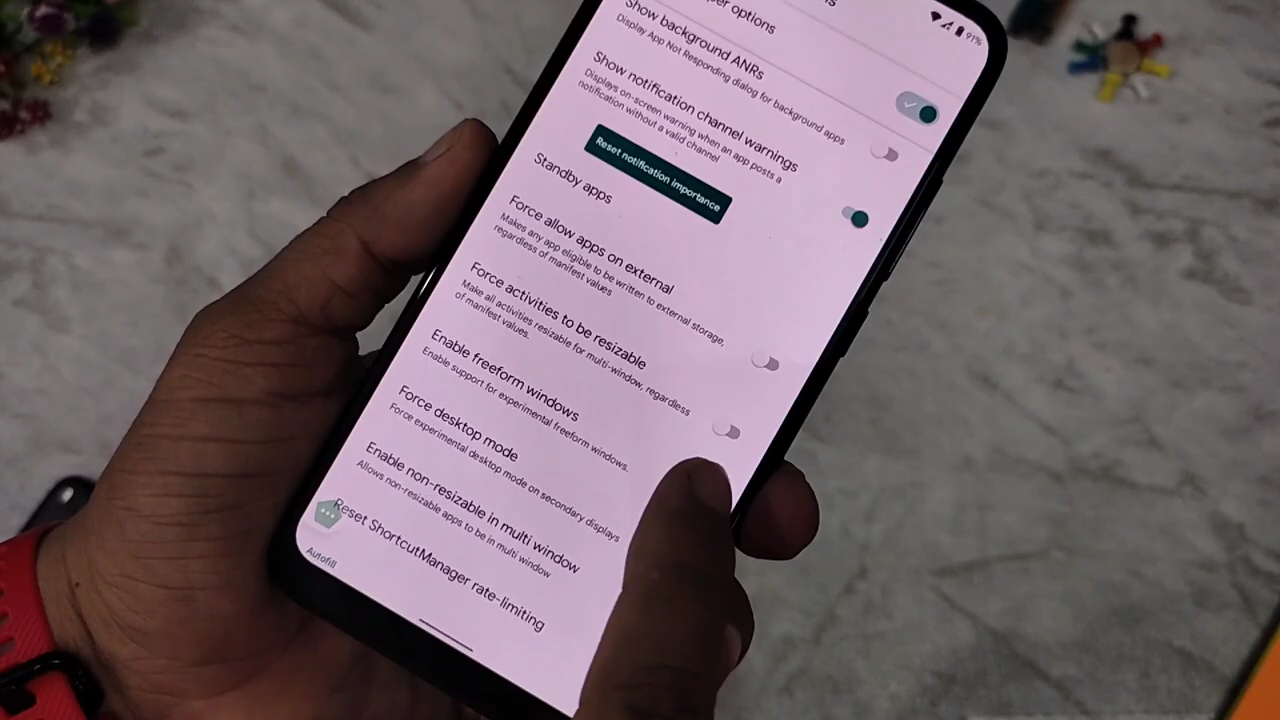 91%
options
Show background ANRs
Display App Not Responding dialog for background apps
Show notification channel warnings
Displays on-screen warning when an app posts a
notification without a valid channel
Reset notification importance
Standby apps
Force allow apps on external
Makes any app eligible to be written to external storage,
regardless of manifest values
Force activities to be resizable
Make all activities resizable for multi-window, regardless
of manifest values.
Enable freeform windows
Enable support for experimental freeform windows.
Force desktop mode
Force experimental desktop mode on secondary displays
Enable non-resizable in multi window
Allows non-resizable apps to be in multi window
Reset ShortcutManager rate-limiting
Autofill